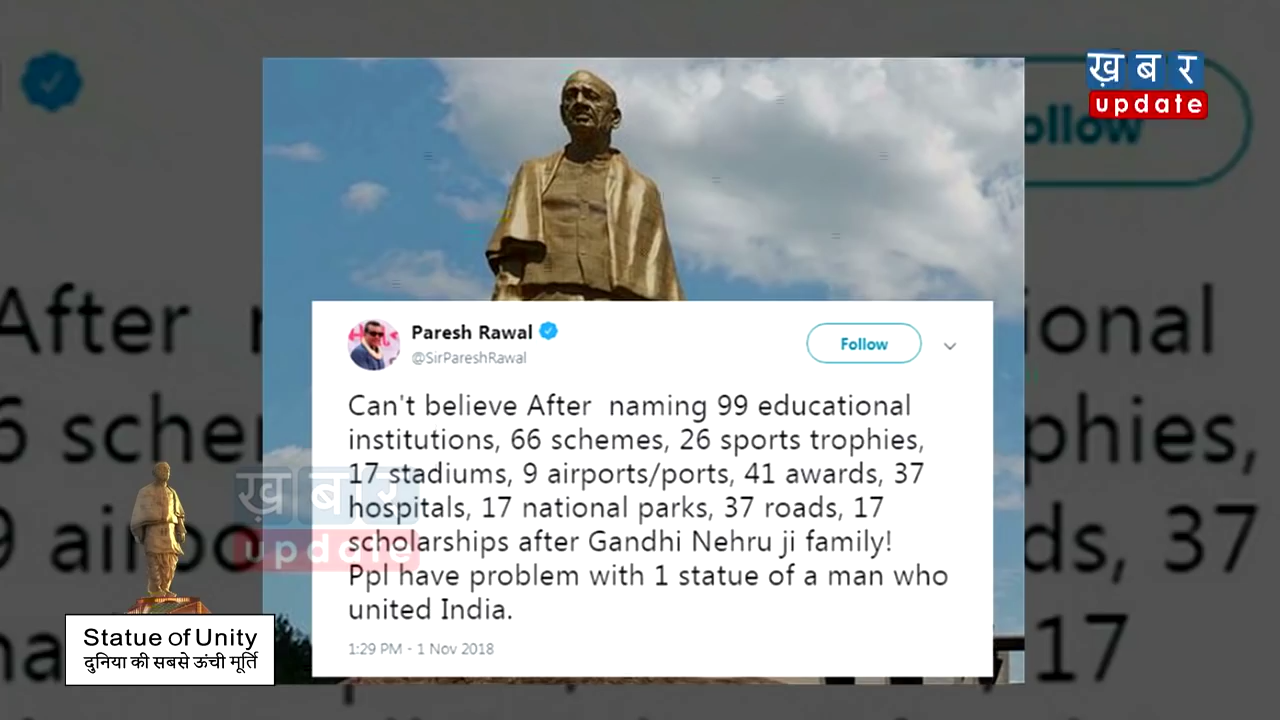 ख़बर
update
ollow
Follow
Paresh Rawal
@SirPareshRawal
Can't believe After naming 99 educational
institutions, 66 schemes, 26 sports trophies,
17 stadiums, 9 airports/ports, 41 awards, 37
hospitals, 17 national parks, 37 roads, 17
scholarships after Gandhi Nehru ji family!
Ppl have problem with 1 statue of a man who
united India.
1:29 PM - 1 Nov 2018
ख़बर
update
Statue of Unity
दुनिया की सबसे ऊंची मूर्ति